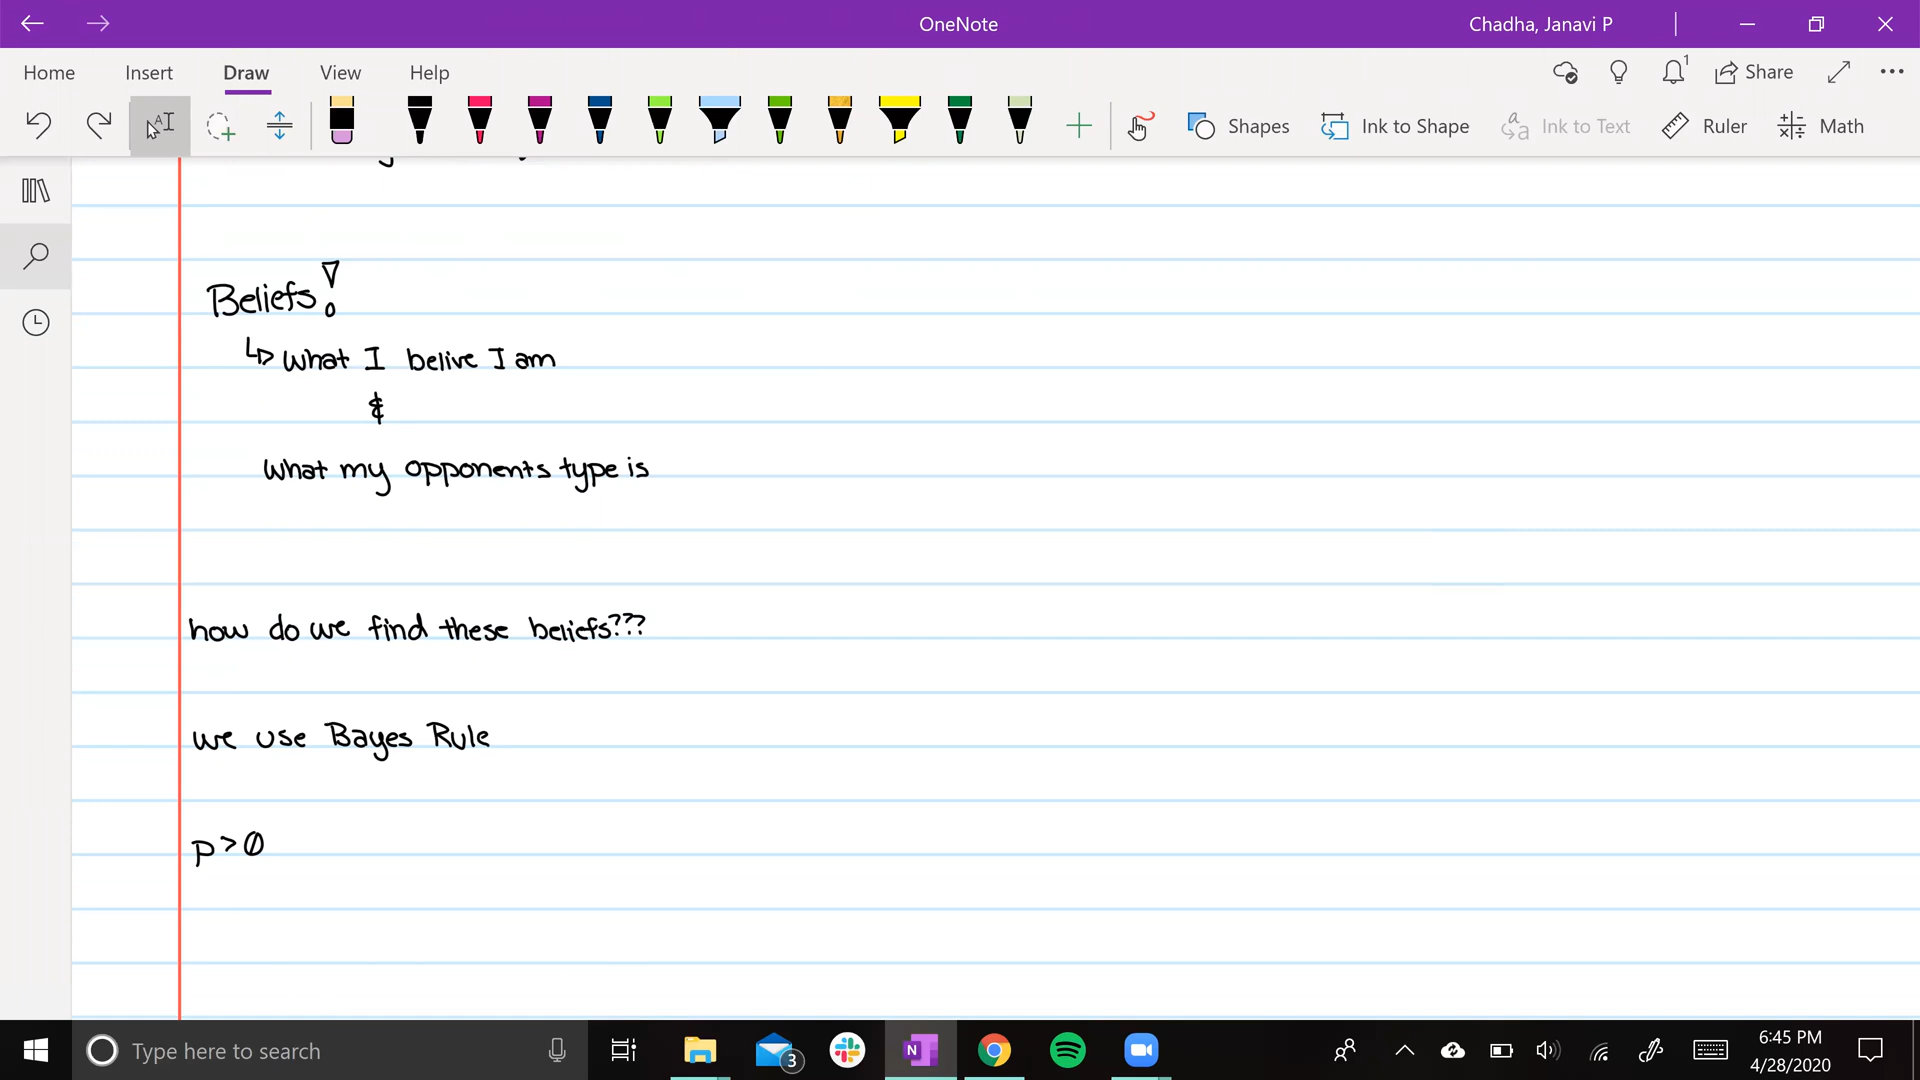 OneNote
Chadha, Janavi P
Home Insert Draw View Help
1
Share
Shapes Ink to Shape Ink to Text Ruler Math
Beliefs!
↳ What I belive I am
&
What my opponents type is
how do we find these beliefs???
we use Bayes Rule
p > 0
Type here to search
3
6:45 PM
4/28/2020